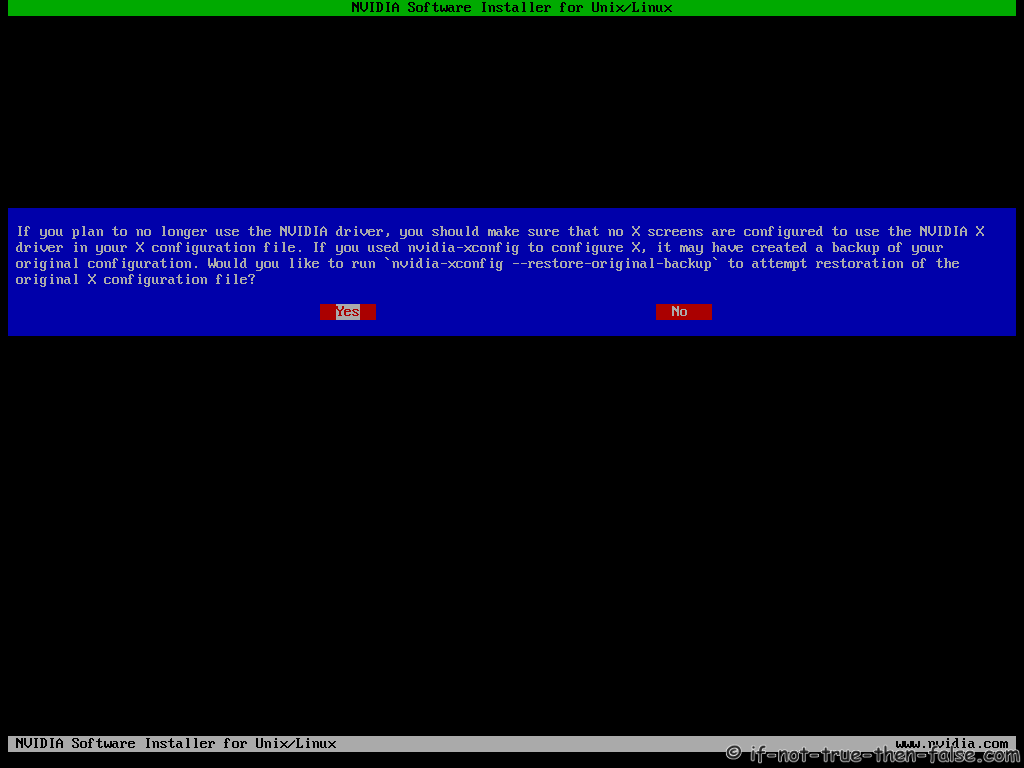 NVIDIA Software Installer for Unix/Linux
If you plan to no longer use the NVIDIA driver, you should make sure that no X screens are configured to use the NVIDIA X
driver in your X configuration file. If you used nvidia-xconfig to configure X, it may have created a backup of your
original configuration. Would you like to run `nvidia-xconfig --restore-original-backup` to attempt restoration of the
original X configuration file?
Yes No
NVIDIA Software Installer for Unix/Linux www.nvidia.com
© if-not-true-then-false.com